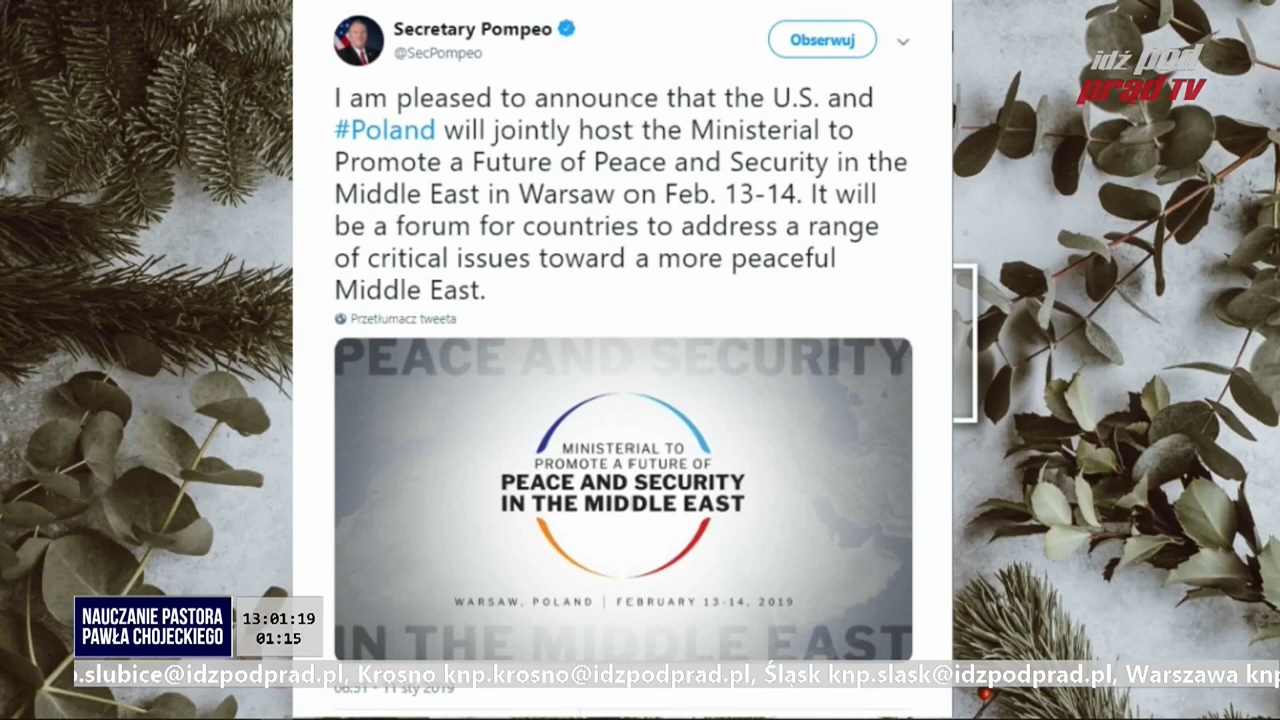 Secretary Pompeo
@SecPompeo
Obserwuj
idź pod
prąd TV
I am pleased to announce that the U.S. and
#Poland will jointly host the Ministerial to
Promote a Future of Peace and Security in the
Middle East in Warsaw on Feb. 13-14. It will
be a forum for countries to address a range
of critical issues toward a more peaceful
Middle East.
Przetłumacz tweeta
PEACE AND SECURITY
MINISTERIAL TO
PROMOTE A FUTURE OF
PEACE AND SECURITY
IN THE MIDDLE EAST
WARSAW, POLAND | FEBRUARY 13-14, 2019
IN THE MIDDLE EAST
NAUCZANIE PASTORA
PAWŁA CHOJECKIEGO
13:01:19
01:15
.slubice@idzpodprad.pl, Krosno knp.krosno@idzpodprad.pl, Śląsk knp.slask@idzpodprad.pl, Warszawa knp
11 sty 2019